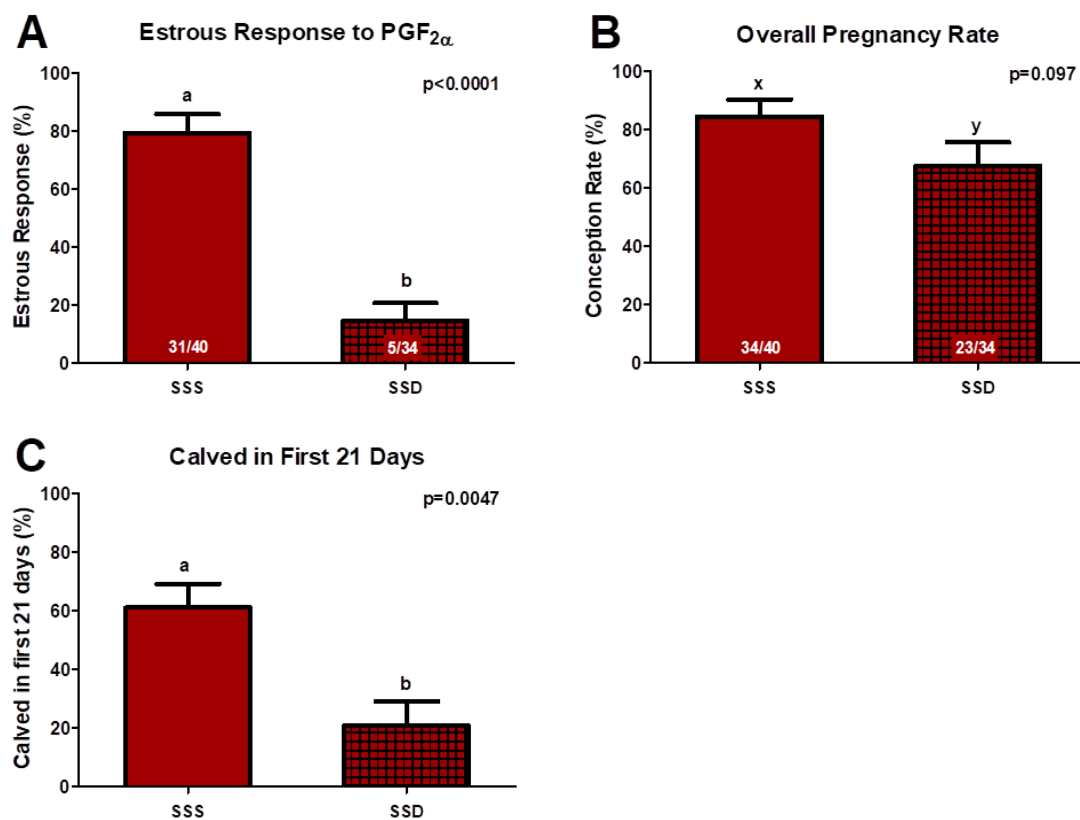 A
Estrous Response to PGF2α
p<0.0001
Estrous Response (%)
100
80
60
40
20
0
a
b
31/40
5/34
SSS
SSD
B
Overall Pregnancy Rate
p=0.097
Conception Rate (%)
100
80
60
40
20
0
x
y
34/40
23/34
SSS
SSD
C
Calved in First 21 Days
p=0.0047
Calved in first 21 days (%)
100
80
60
40
20
0
a
b
SSS
SSD